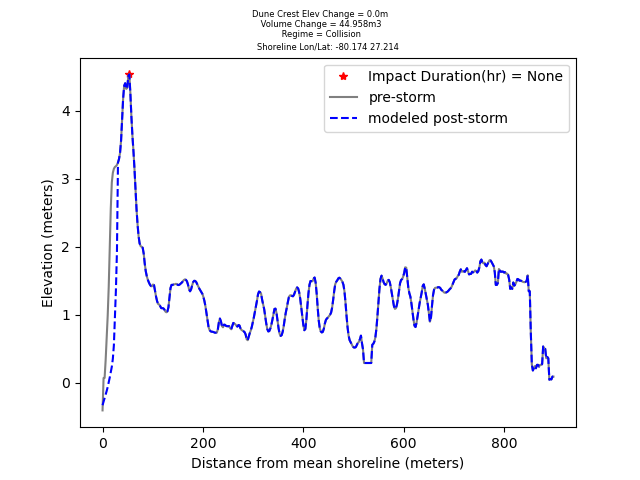 Dune Crest Elev Change = 0.0m
Volume Change = 44.958m3
Regime = Collision
Shoreline Lon/Lat: -80.174 27.214
Impact Duration(hr) = None
pre-storm
modeled post-storm
Elevation (meters)
4
3
2
1
0
0 200 400 600 800
Distance from mean shoreline (meters)